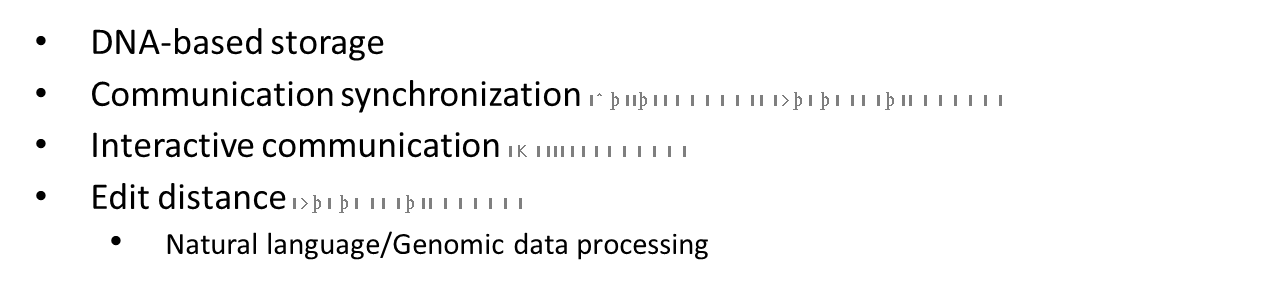 • DNA-based storage
• Communication synchronization
• Interactive communication
• Edit distance
• Natural language/Genomic data processing